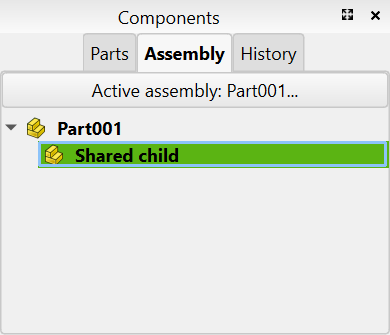 Components
Parts Assembly History
Active assembly: Part001...
Part001
Shared child